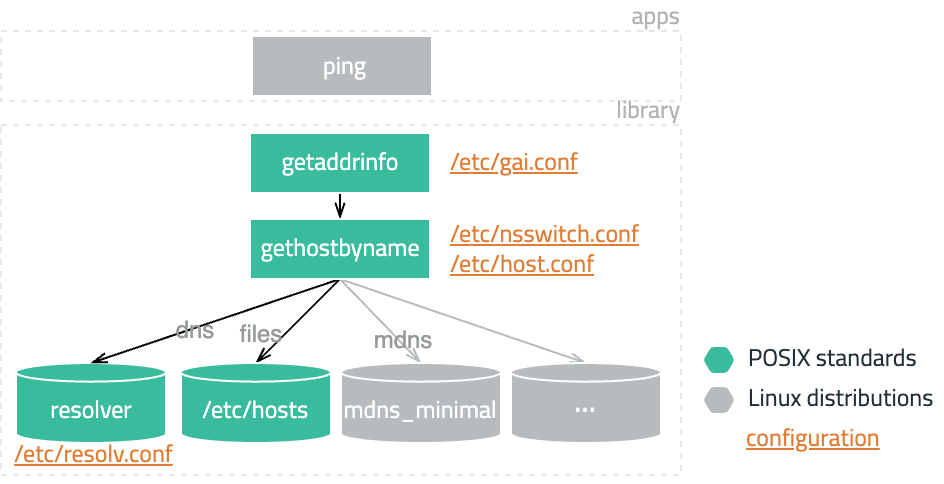 apps
ping
library
getaddrinfo
/etc/gai.conf
gethostbyname
/etc/nsswitch.conf
/etc/host.conf
dns
files
mdns
resolver
/etc/hosts
mdns_minimal
...
/etc/resolv.conf
POSIX standards
Linux distributions
configuration